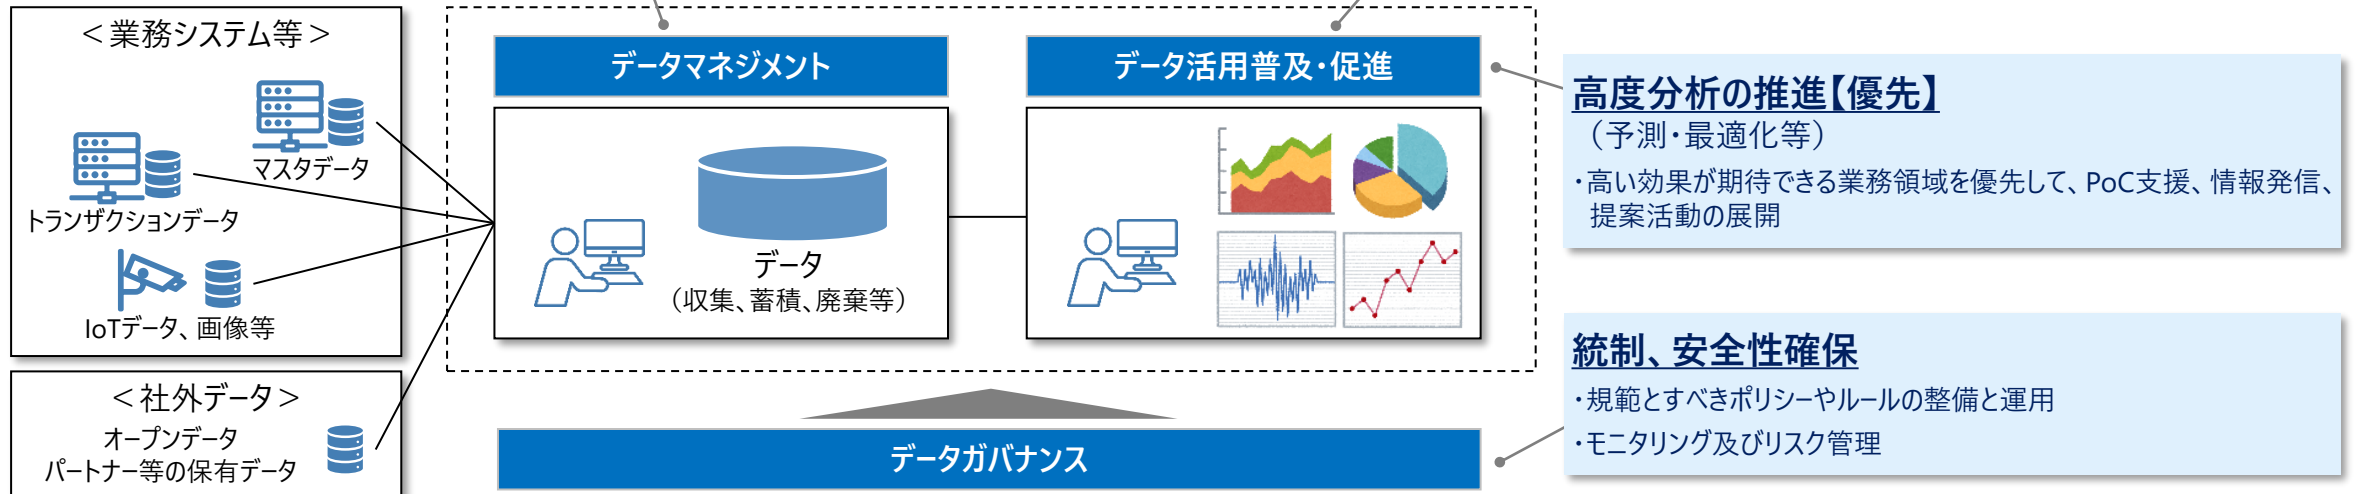 ＜業務システム等＞
マスタデータ
トランザクションデータ
IoTデータ、画像等
＜社外データ＞
オープンデータ
パートナー等の保有データ
データマネジメント
データ
（収集、蓄積、廃棄等）
データ活用普及・促進
データガバナンス
高度分析の推進【優先】
（予測・最適化等）
・高い効果が期待できる業務領域を優先して、PoC支援、情報発信、
提案活動の展開
統制、安全性確保
・規範とすべきポリシーやルールの整備と運用
・モニタリング及びリスク管理